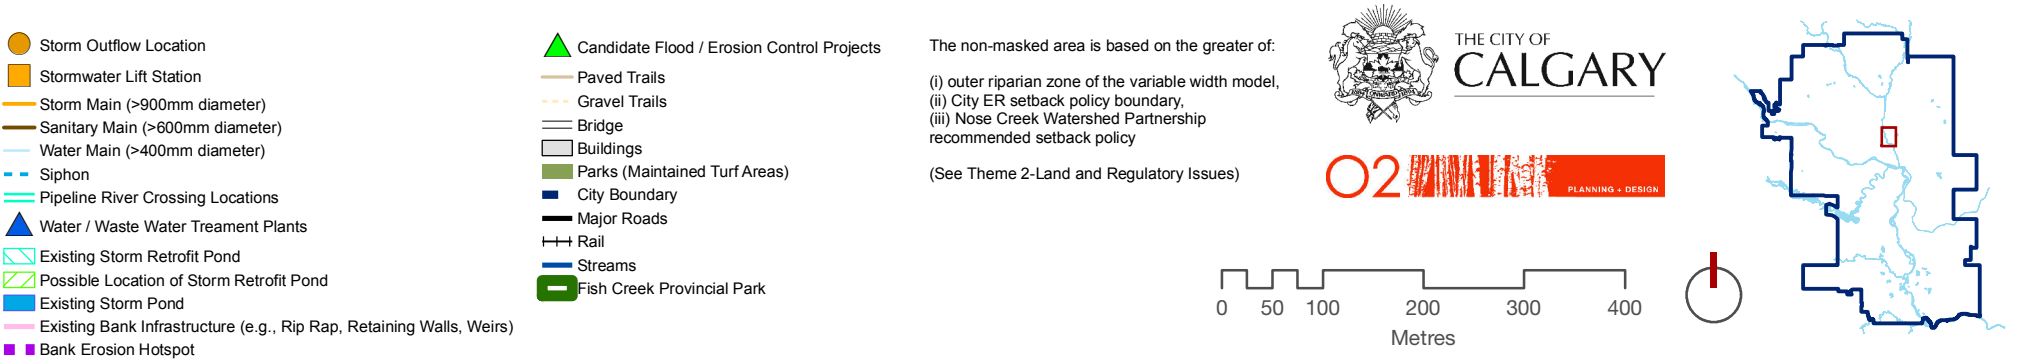 Storm Outflow Location
Stormwater Lift Station
Storm Main (>900mm diameter)
Sanitary Main (>600mm diameter)
Water Main (>400mm diameter)
Siphon
Pipeline River Crossing Locations
Water / Waste Water Treament Plants
Existing Storm Retrofit Pond
Possible Location of Storm Retrofit Pond
Existing Storm Pond
Existing Bank Infrastructure (e.g., Rip Rap, Retaining Walls, Weirs)
Bank Erosion Hotspot
Candidate Flood / Erosion Control Projects
Paved Trails
Gravel Trails
Bridge
Buildings
Parks (Maintained Turf Areas)
City Boundary
Major Roads
Rail
Streams
Fish Creek Provincial Park
The non-masked area is based on the greater of:
(i) outer riparian zone of the variable width model,
(ii) City ER setback policy boundary,
(iii) Nose Creek Watershed Partnership
recommended setback policy
(See Theme 2-Land and Regulatory Issues)
THE CITY OF
CALGARY
O2
PLANNING + DESIGN
0 50 100 200 300 400
Metres